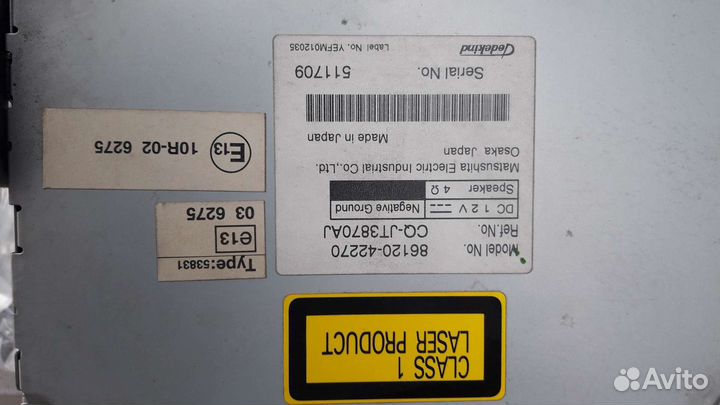 CLASS 1
LASER PRODUCT
Model No. 86120-42270
Ref.No. CQ-JT3870AJ
DC 12V Negative Ground
Speaker 4Ω
Matsushita Electric Industrial Co.,Ltd.
Osaka Japan
Made in Japan
Serial No. 511709
Label No. YEFM012035
Type:53831
e13
03 6275
E13 10R-02 6275
Avito